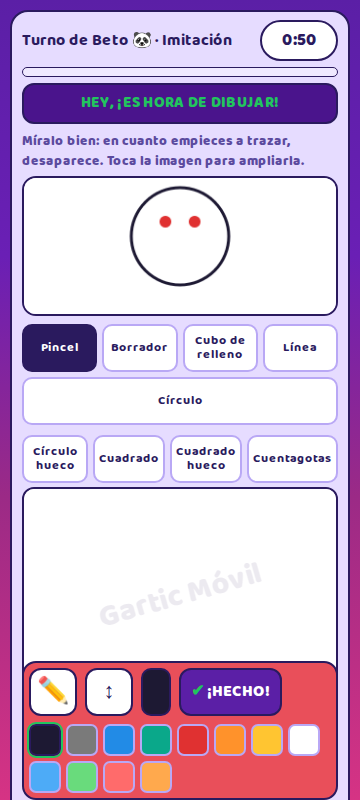 Turno de Beto 🐼 · Imitación
0:50
HEY, ¡ES HORA DE DIBUJAR!
Míralo bien: en cuanto empieces a trazar,
desaparece. Toca la imagen para ampliarla.
Pincel
Borrador
Cubo de
relleno
Línea
Círculo
Círculo
hueco
Cuadrado
Cuadrado
hueco
Cuentagotas
Gartic Móvil
✔¡HECHO!